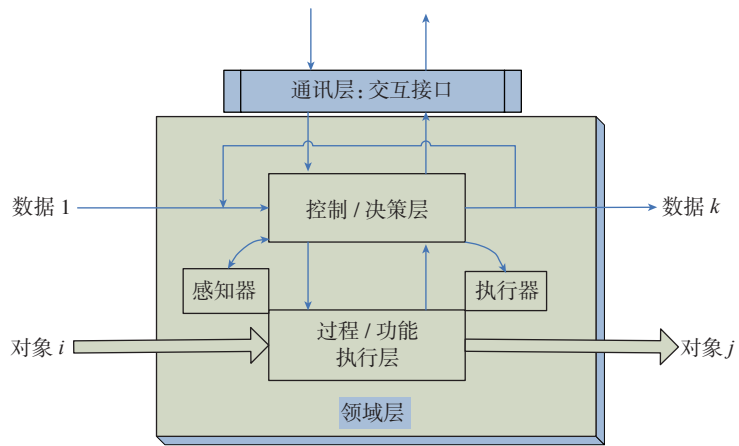 通讯层:交互接口
数据 1
控制 / 决策层
数据 k
感知器
执行器
对象 i
过程 / 功能
执行层
对象 j
领域层